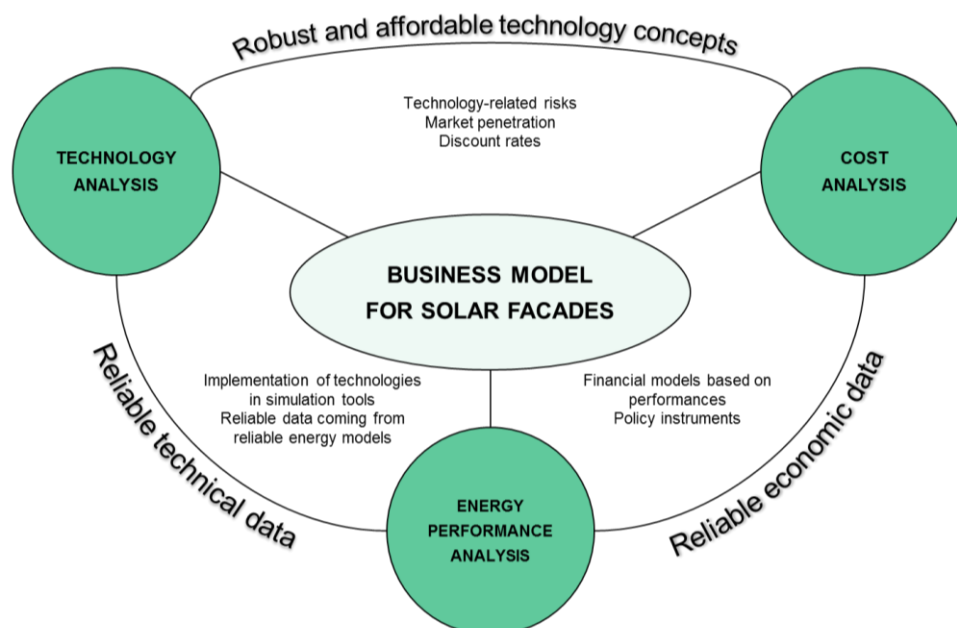 Robust and affordable technology concepts
Technology-related risks
Market penetration
Discount rates
TECHNOLOGY
ANALYSIS
COST
ANALYSIS
BUSINESS MODEL
FOR SOLAR FACADES
Reliable technical data
Implementation of technologies
in simulation tools
Reliable data coming from
reliable energy models
Financial models based on
performances
Policy instruments
Reliable economic data
ENERGY
PERFORMANCE
ANALYSIS